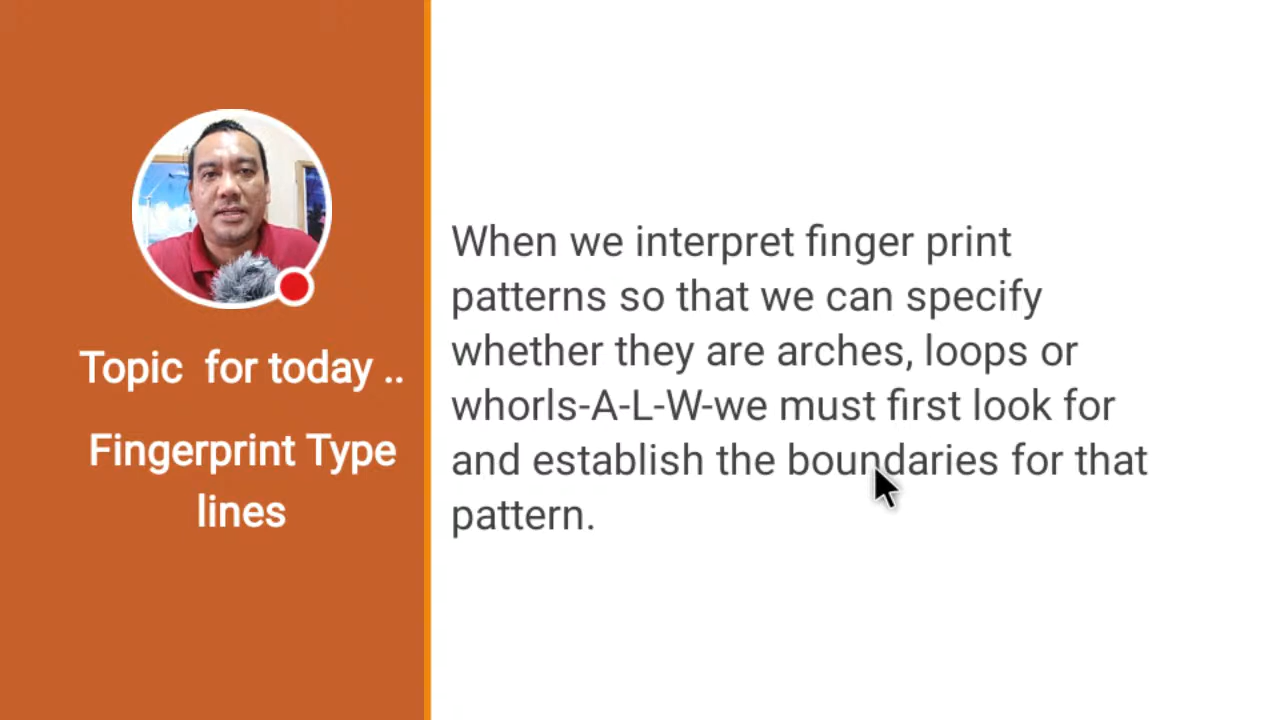 Topic for today ..
Fingerprint Type
lines
When we interpret finger print
patterns so that we can specify
whether they are arches, loops or
whorls-A-L-W-we must first look for
and establish the boundaries for that
pattern.